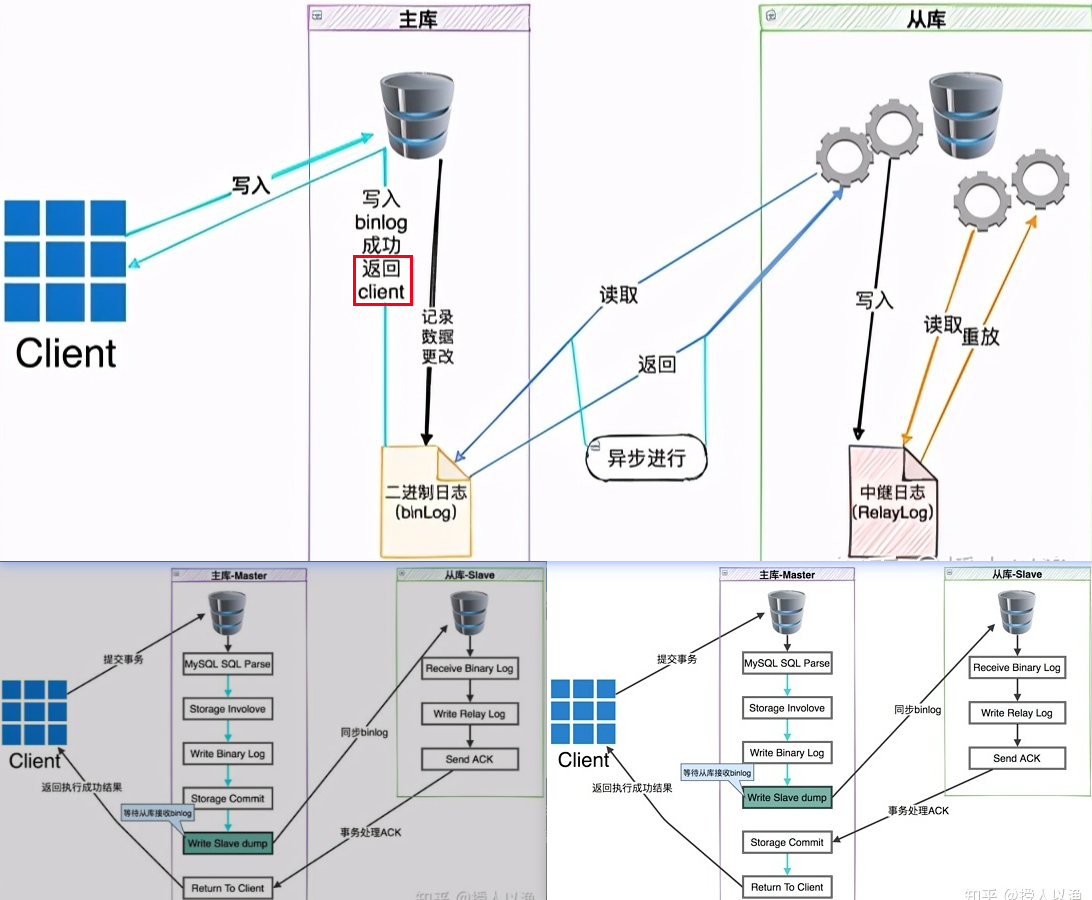 主库
从库
写入
写入
binlog
成功
返回
client
记录
数据
更改
Client
读取
返回
异步进行
写入
读取
重放
二进制日志
(binLog)
中继日志
(RelayLog)
主库-Master
从库-Slave
提交事务
MySQL SQL Parse
Receive Binary Log
Storage Involove
Write Relay Log
同步binlog
Write Binary Log
Send ACK
Client
返回执行成功结果
Storage Commit
等待从库接收binlog
Write Slave dump
事务处理ACK
Return To Client
知乎 @授人以渔
主库-Master
从库-Slave
提交事务
MySQL SQL Parse
Receive Binary Log
Storage Involove
Write Relay Log
同步binlog
Write Binary Log
Send ACK
Client
等待从库接收binlog
返回执行成功结果
Write Slave dump
事务处理ACK
Storage Commit
Return To Client
知乎 @授人以渔